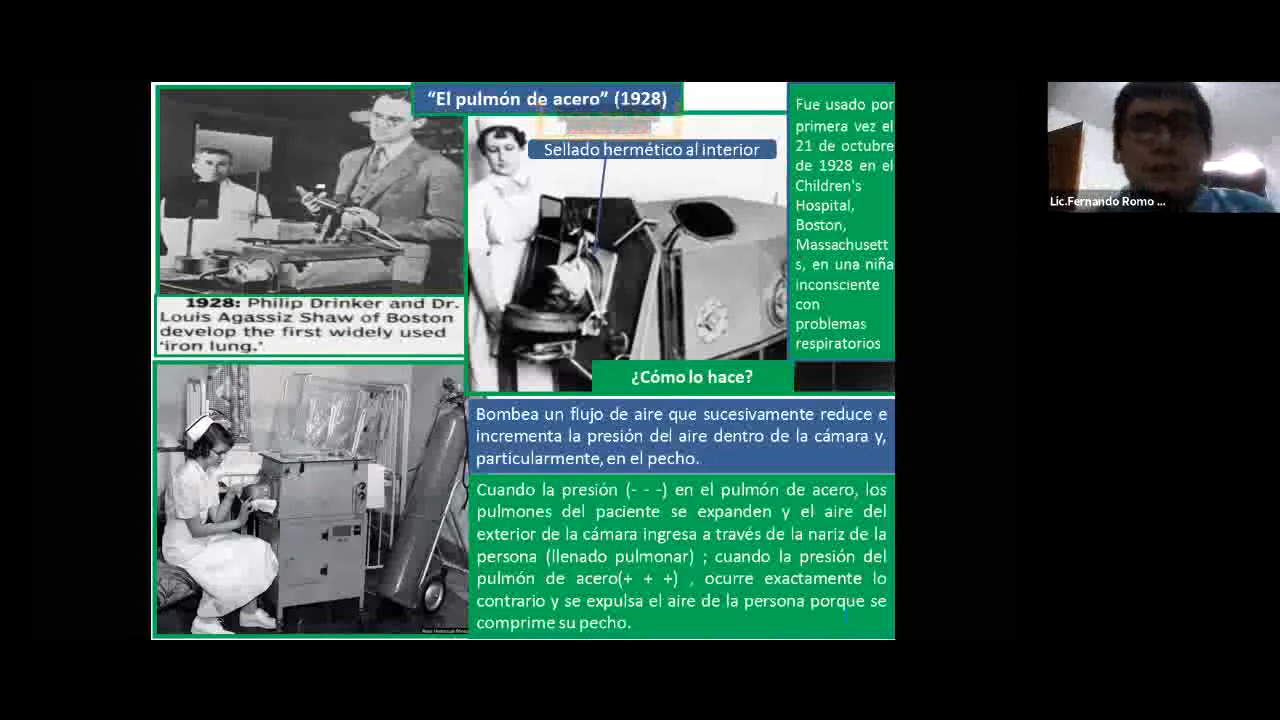 “El pulmón de acero” (1928)
Sellado hermético al interior
Fue usado por
primera vez el
21 de octubre
de 1928 en el
Children's
Hospital,
Boston,
Massachusett
s, en una niña
inconsciente
con
problemas
respiratorios
1928: Philip Drinker and Dr.
Louis Agassiz Shaw of Boston
develop the first widely used
'iron lung.'
¿Cómo lo hace?
Bombea un flujo de aire que sucesivamente reduce e
incrementa la presión del aire dentro de la cámara y,
particularmente, en el pecho.
Cuando la presión (- - -) en el pulmón de acero, los
pulmones del paciente se expanden y el aire del
exterior de la cámara ingresa a través de la nariz de la
persona (llenado pulmonar) ; cuando la presión del
pulmón de acero(+ + +) , ocurre exactamente lo
contrario y se expulsa el aire de la persona porque se
comprime su pecho.
Lic.Fernando Romo ...